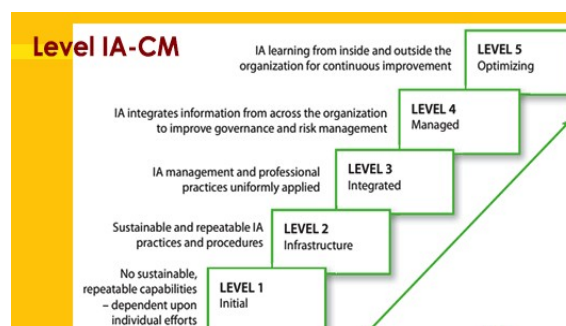 Level IA-CM
IA learning from inside and outside the
organization for continuous improvement
LEVEL 5
Optimizing
IA integrates information from across the organization
to improve governance and risk management
LEVEL 4
Managed
IA management and professional
practices uniformly applied
LEVEL 3
Integrated
Sustainable and repeatable IA
practices and procedures
LEVEL 2
Infrastructure
No sustainable,
repeatable capabilities
– dependent upon
individual efforts
LEVEL 1
Initial